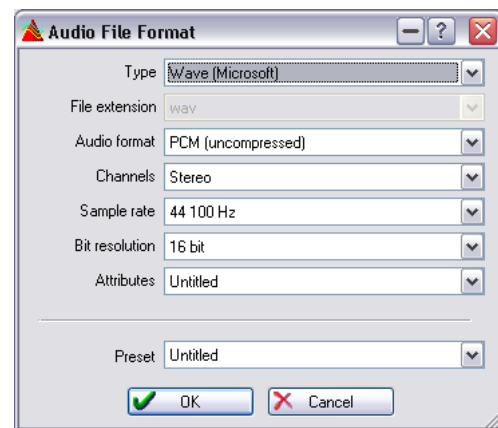 Audio File Format
Type Wave (Microsoft)
File extension wav
Audio format PCM (uncompressed)
Channels Stereo
Sample rate 44 100 Hz
Bit resolution 16 bit
Attributes Untitled
Preset Untitled
OK Cancel